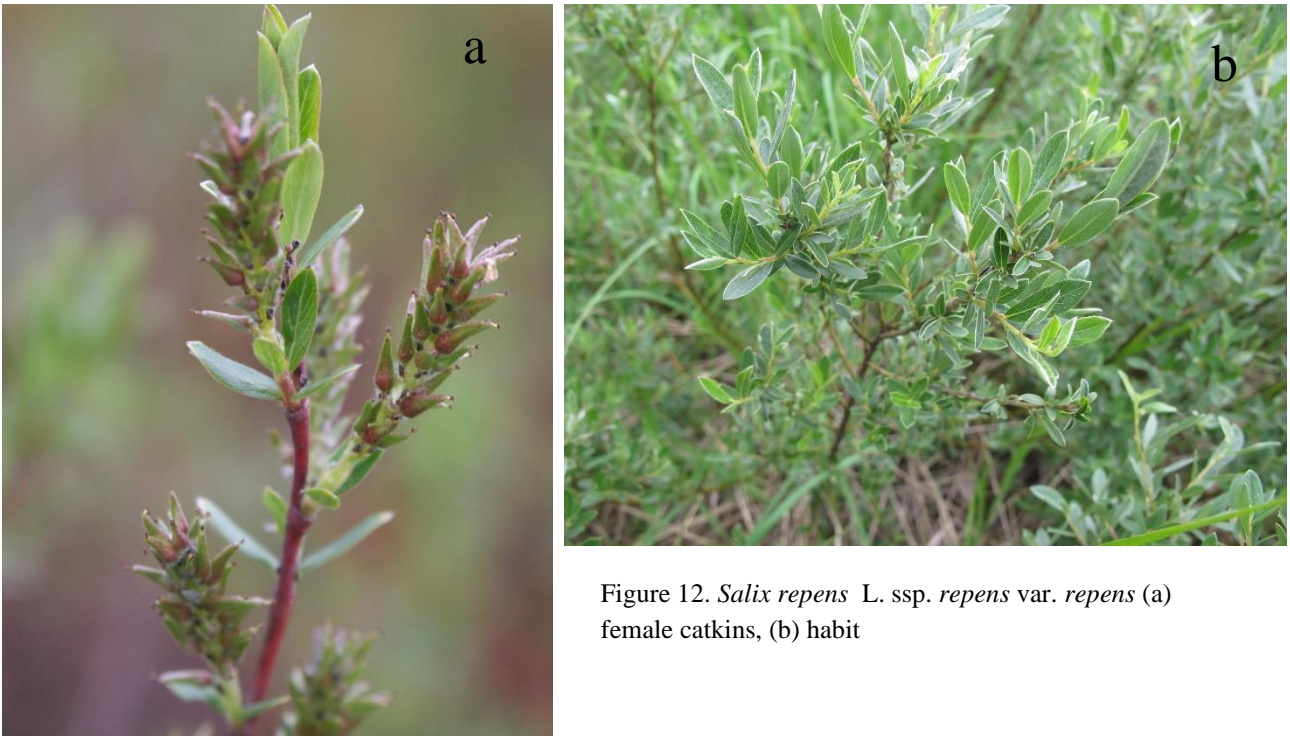 a
b
Figure 12. Salix repens L. ssp. repens var. repens (a)
female catkins, (b) habit